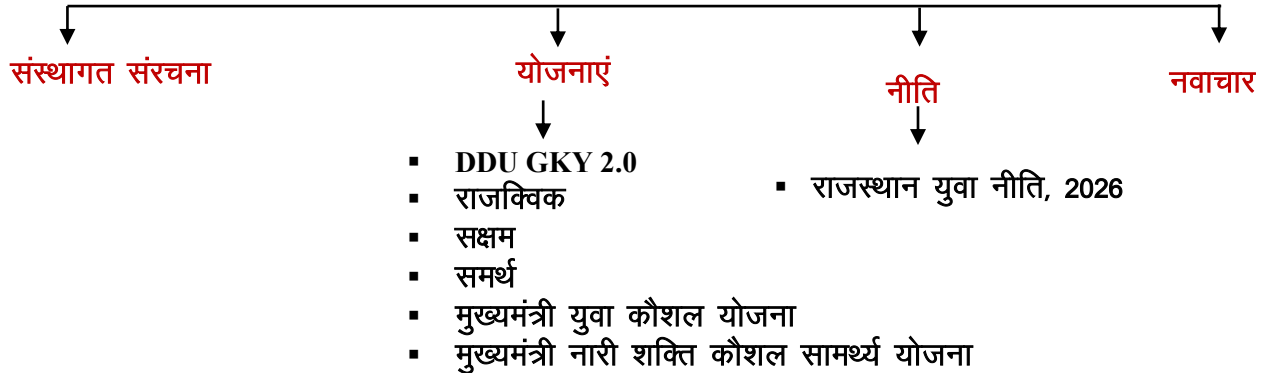 संस्थागत संरचना
योजनाएं
नीति
नवाचार
▪ DDU GKY 2.0
▪ राजक्विक
▪ सक्षम
▪ समर्थ
▪ मुख्यमंत्री युवा कौशल योजना
▪ मुख्यमंत्री नारी शक्ति कौशल सामर्थ्य योजना
▪ राजस्थान युवा नीति, 2026